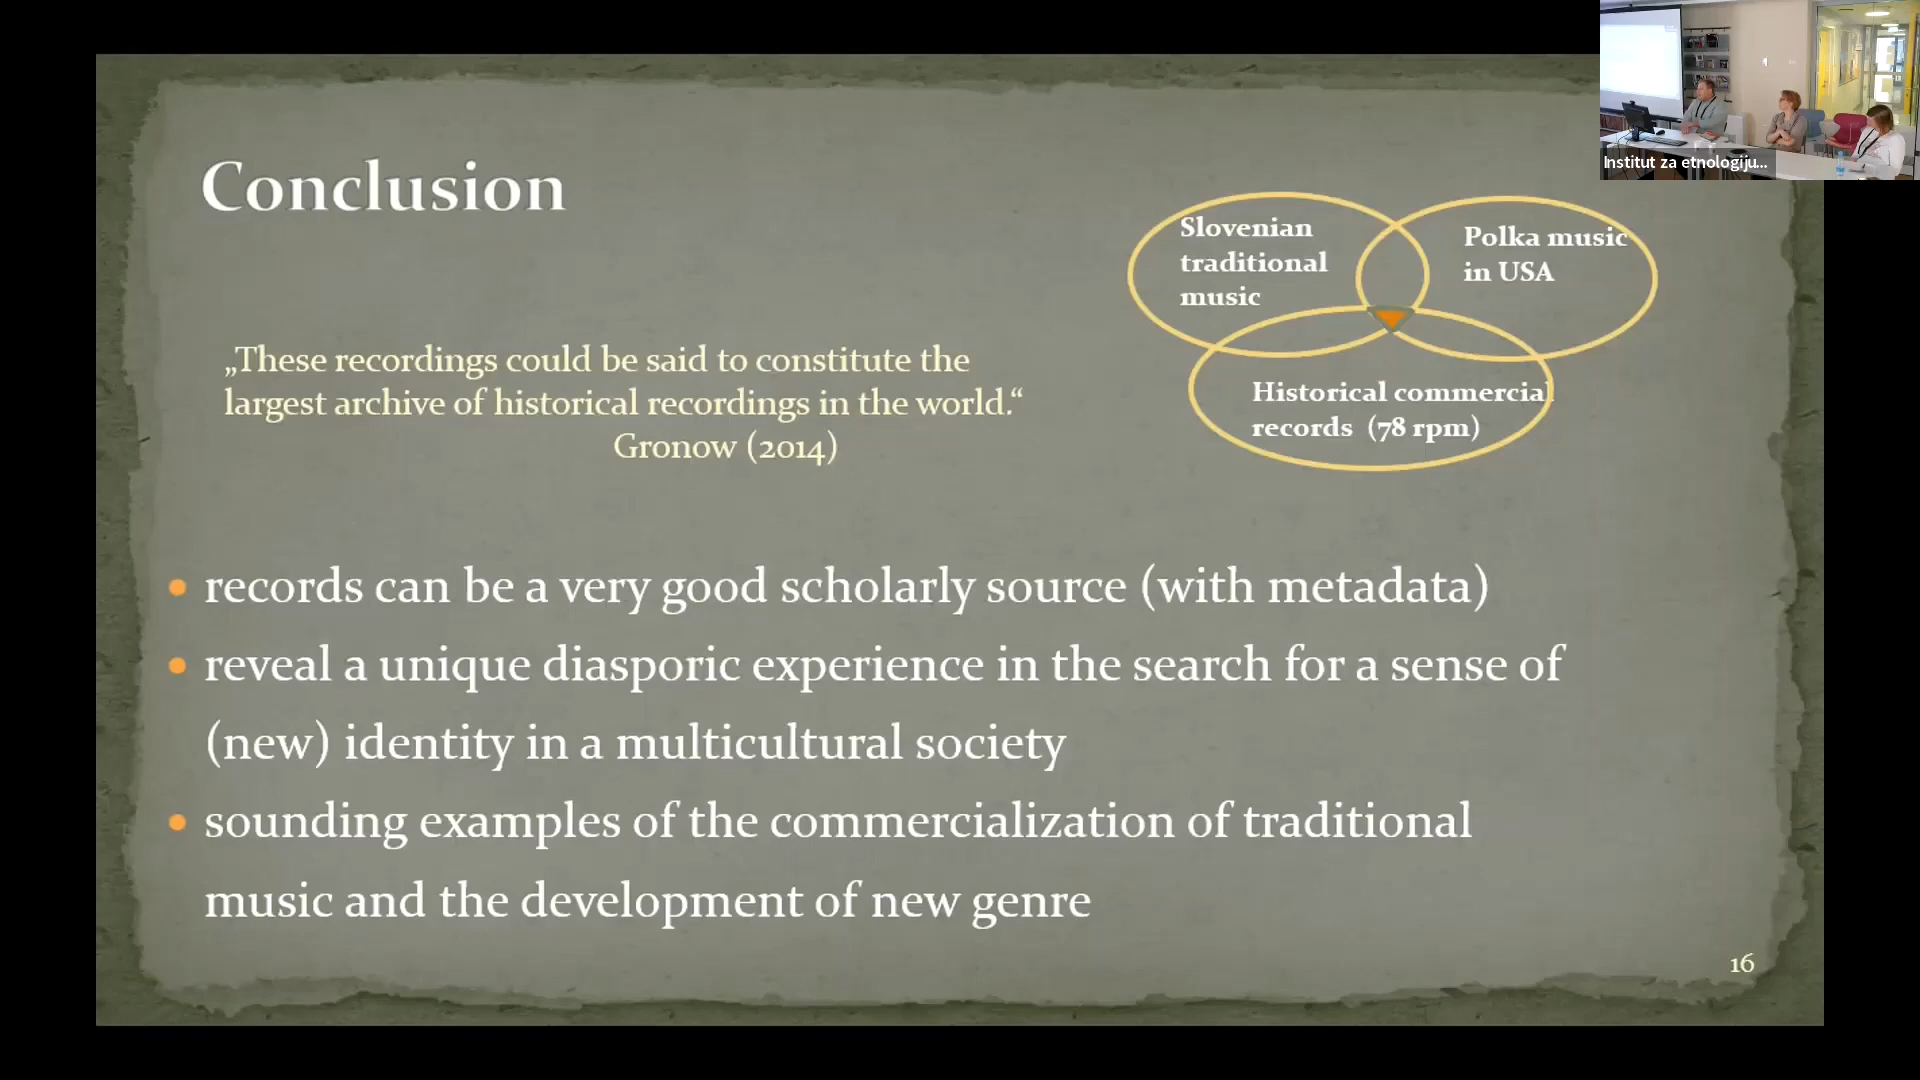 Conclusion
Slovenian
traditional
music
Polka music
in USA
Historical commercial
records (78 rpm)
„These recordings could be said to constitute the
largest archive of historical recordings in the world.“
Gronow (2014)
• records can be a very good scholarly source (with metadata)
• reveal a unique diasporic experience in the search for a sense of
(new) identity in a multicultural society
• sounding examples of the commercialization of traditional
music and the development of new genre
16
Institut za etnologiju...